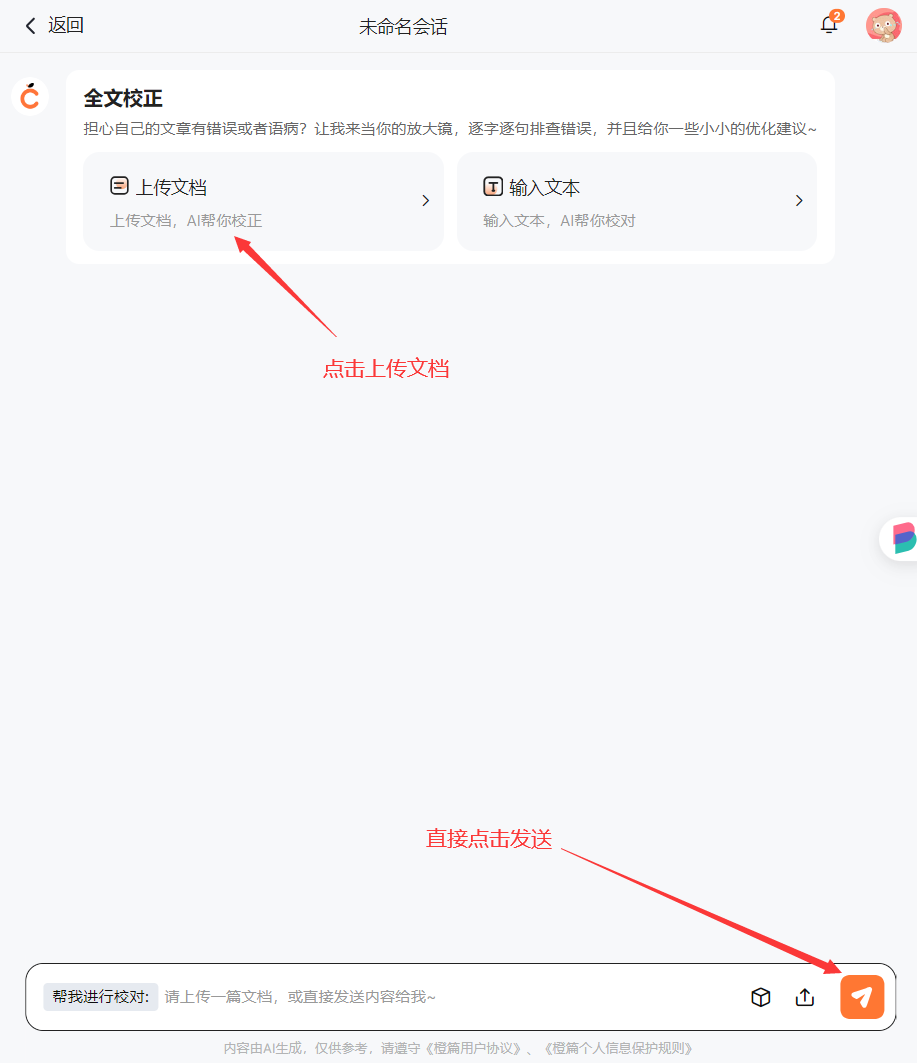 返回
未命名会话
2
全文校正
担心自己的文章有错误或者语病？让我来当你的放大镜，逐字逐句排查错误，并且给你一些小小的优化建议~
上传文档
上传文档，AI帮你校正
输入文本
输入文本，AI帮你校对
点击上传文档
直接点击发送
帮我进行校对: 请上传一篇文档，或直接发送内容给我~
内容由AI生成，仅供参考，请遵守《橙篇用户协议》、《橙篇个人信息保护规则》